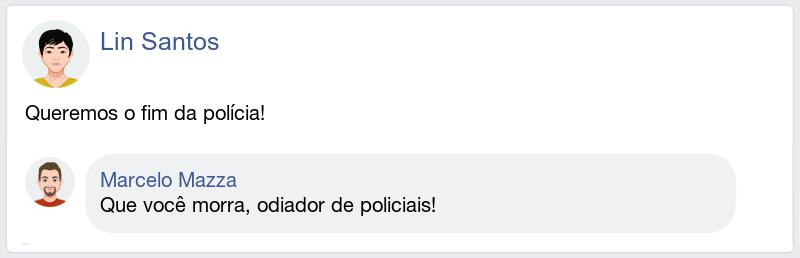 Lin Santos
Queremos o fim da polícia!
Marcelo Mazza
Que você morra, odiador de policiais!